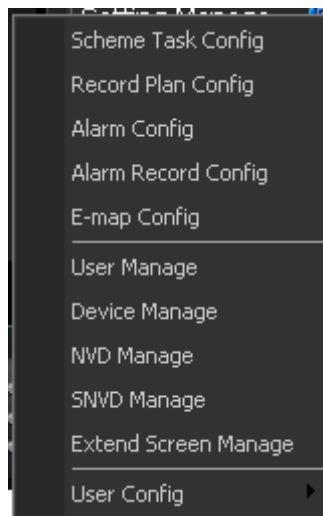 Scheme Task Config
Record Plan Config
Alarm Config
Alarm Record Config
E-map Config
User Manage
Device Manage
NVD Manage
SNVD Manage
Extend Screen Manage
User Config